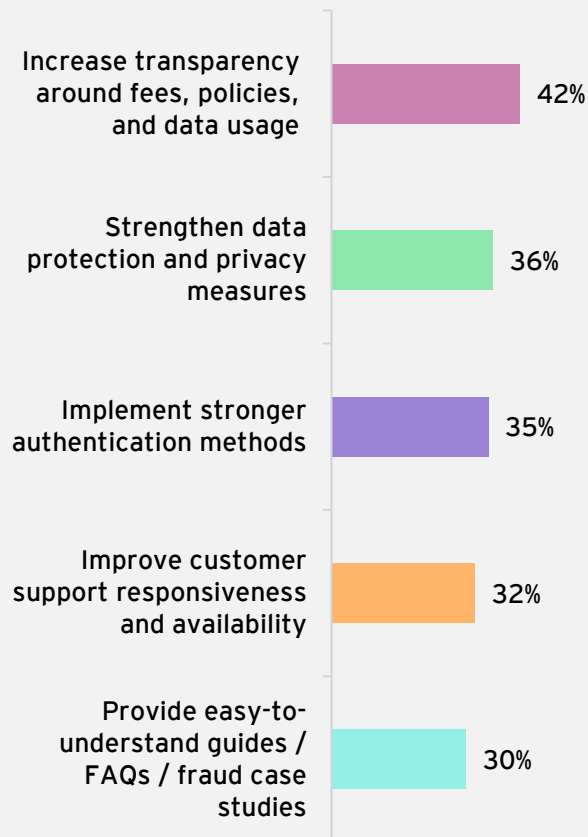 Increase transparency
around fees, policies,
and data usage
42%
Strengthen data
protection and privacy
measures
36%
Implement stronger
authentication methods
35%
Improve customer
support responsiveness
and availability
32%
Provide easy-to-
understand guides /
FAQs / fraud case
studies
30%